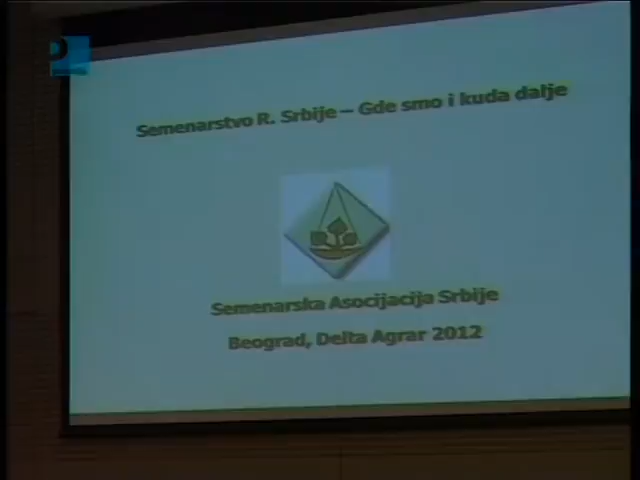 Semenarstvo R. Srbije – Gde smo i kuda dalje
Semenarska Asocijacija Srbije
Beograd, Delta Agrar 2012